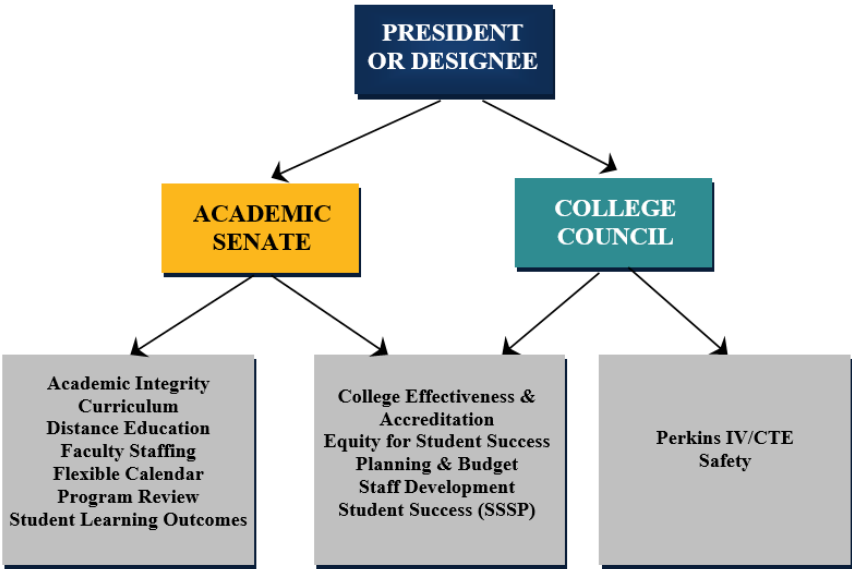 PRESIDENT
OR DESIGNEE
ACADEMIC
SENATE
COLLEGE
COUNCIL
Academic Integrity
Curriculum
Distance Education
Faculty Staffing
Flexible Calendar
Program Review
Student Learning Outcomes
College Effectiveness &
Accreditation
Equity for Student Success
Planning & Budget
Staff Development
Student Success (SSSP)
Perkins IV/CTE
Safety